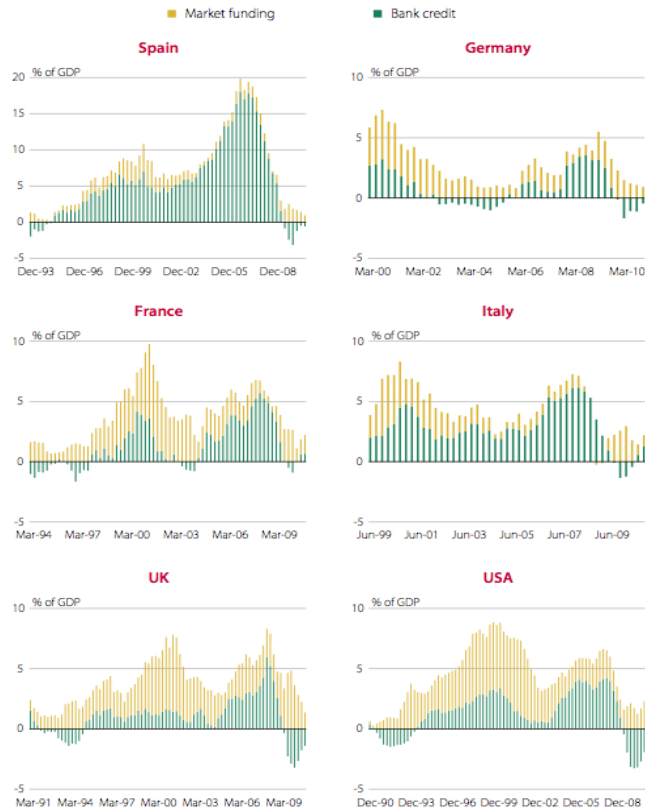 Market funding Bank credit
Spain
% of GDP
20
15
10
5
0
-5
Dec-93 Dec-96 Dec-99 Dec-02 Dec-05 Dec-08
Germany
% of GDP
10
5
0
-5
Mar-00 Mar-02 Mar-04 Mar-06 Mar-08 Mar-10
France
% of GDP
10
5
0
-5
Mar-94 Mar-97 Mar-00 Mar-03 Mar-06 Mar-09
Italy
% of GDP
10
5
0
-5
Jun-99 Jun-01 Jun-03 Jun-05 Jun-07 Jun-09
UK
% of GDP
10
5
0
-5
Mar-91 Mar-94 Mar-97 Mar-00 Mar-03 Mar-06 Mar-09
USA
% of GDP
10
5
0
-5
Dec-90 Dec-93 Dec-96 Dec-99 Dec-02 Dec-05 Dec-08